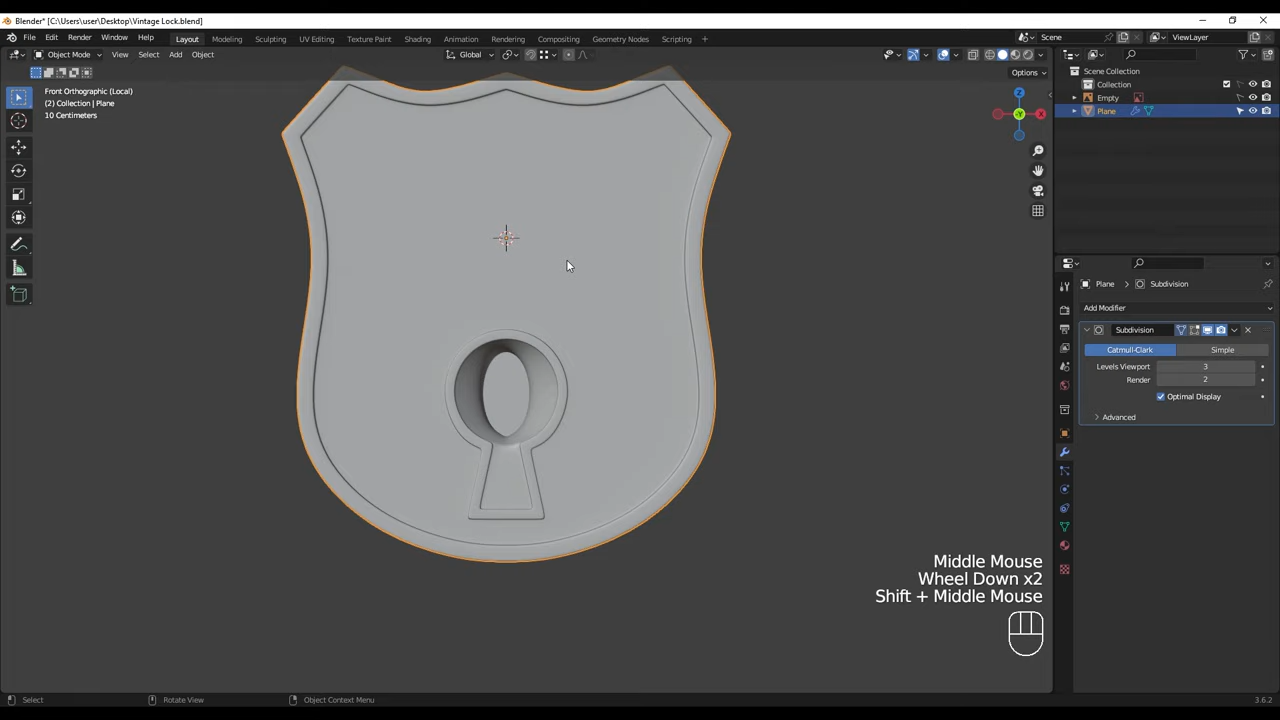 Blender* [C:\Users\user\Desktop\Vintage Lock.blend]
File Edit Render Window Help Layout Modeling Sculpting UV Editing Texture Paint Shading Compositing Animation Rendering Geometry Nodes Scripting + Scene ViewLayer
Object Mode View Select Add Object Global
Options
Front Orthographic (Local)
(2) Collection | Plane
10 Centimeters
Z
X
-Y
Scene Collection
Collection
Empty
Plane
Plane > Subdivision
Add Modifier
Subdivision
Catmull-Clark Simple
Levels Viewport 3
Render 2
Optimal Display
Advanced
Middle Mouse
Wheel Down x2
Shift + Middle Mouse
Select Rotate View Object Context Menu 3.6.2